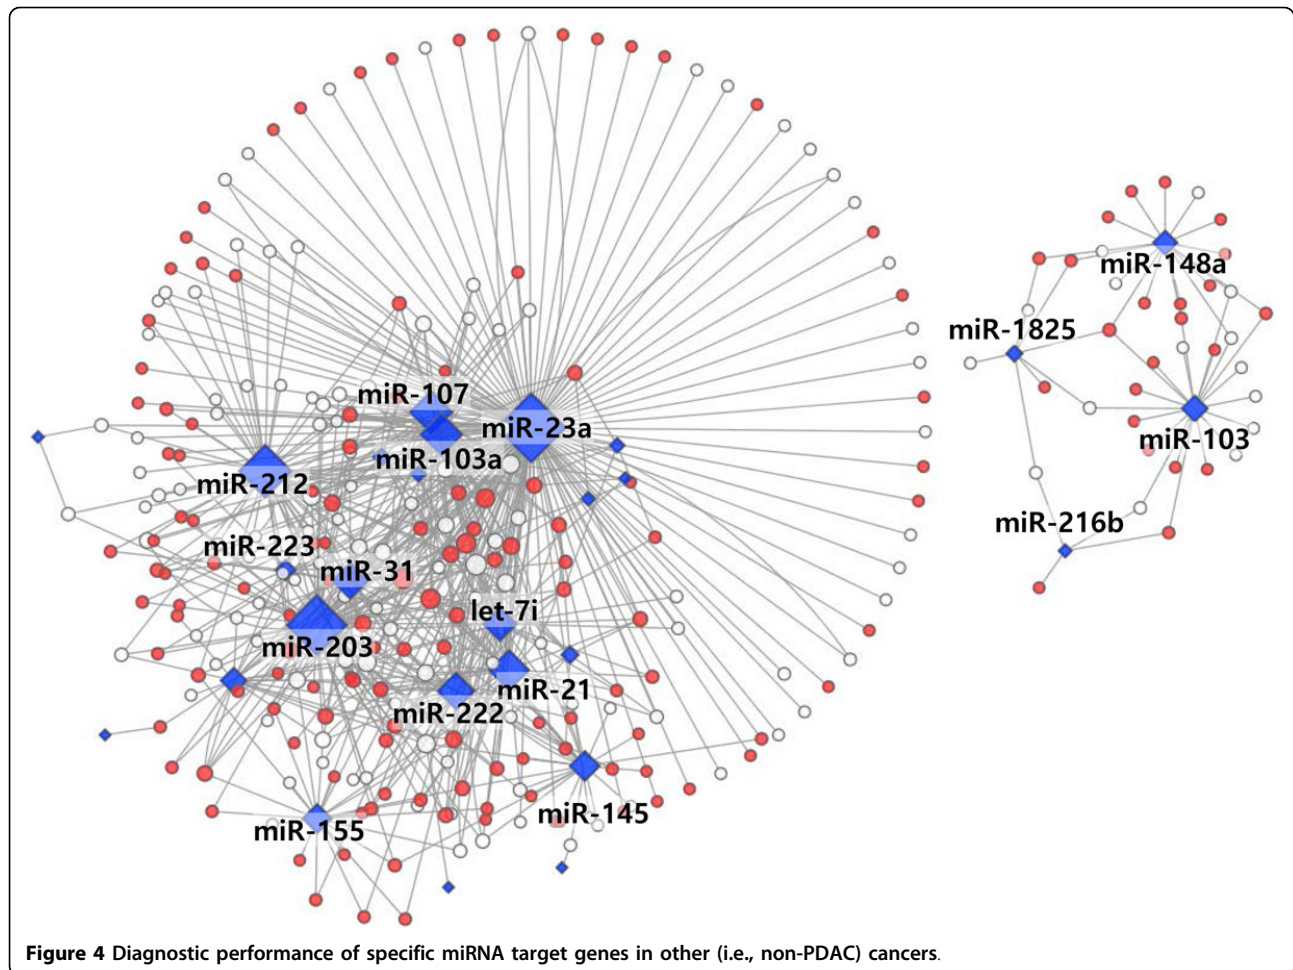 miR-148a
miR-1825
miR-103
miR-216b
miR-107
miR-23a
miR-103a
miR-212
miR-223
miR-31
let-7i
miR-203
miR-21
miR-222
miR-145
miR-155
Figure 4 Diagnostic performance of specific miRNA target genes in other (i.e., non-PDAC) cancers.